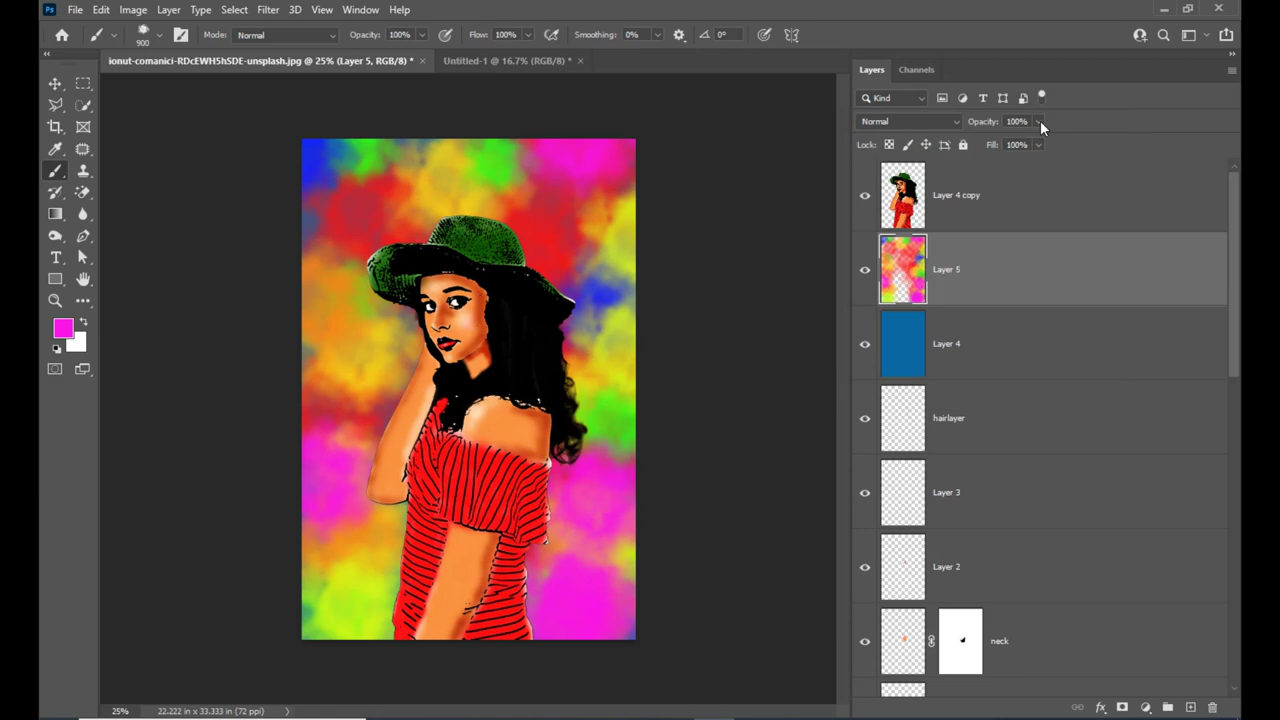 Ps File Edit Image Layer Type Select Filter 3D View Window Help
900 Mode: Normal Opacity: 100% Flow: 100% Smoothing: 0% 0°
ionut-comanici-RDcEWH5hSDE-unsplash.jpg @ 25% (Layer 5, RGB/8) * Untitled-1 @ 16.7% (RGB/8) *
Layers Channels
Kind
Normal Opacity: 100%
Lock: Fill: 100%
Layer 4 copy
Layer 5
Layer 4
hairlayer
Layer 3
Layer 2
neck
T
25% 22.222 in x 33.333 in (72 ppi)
fx